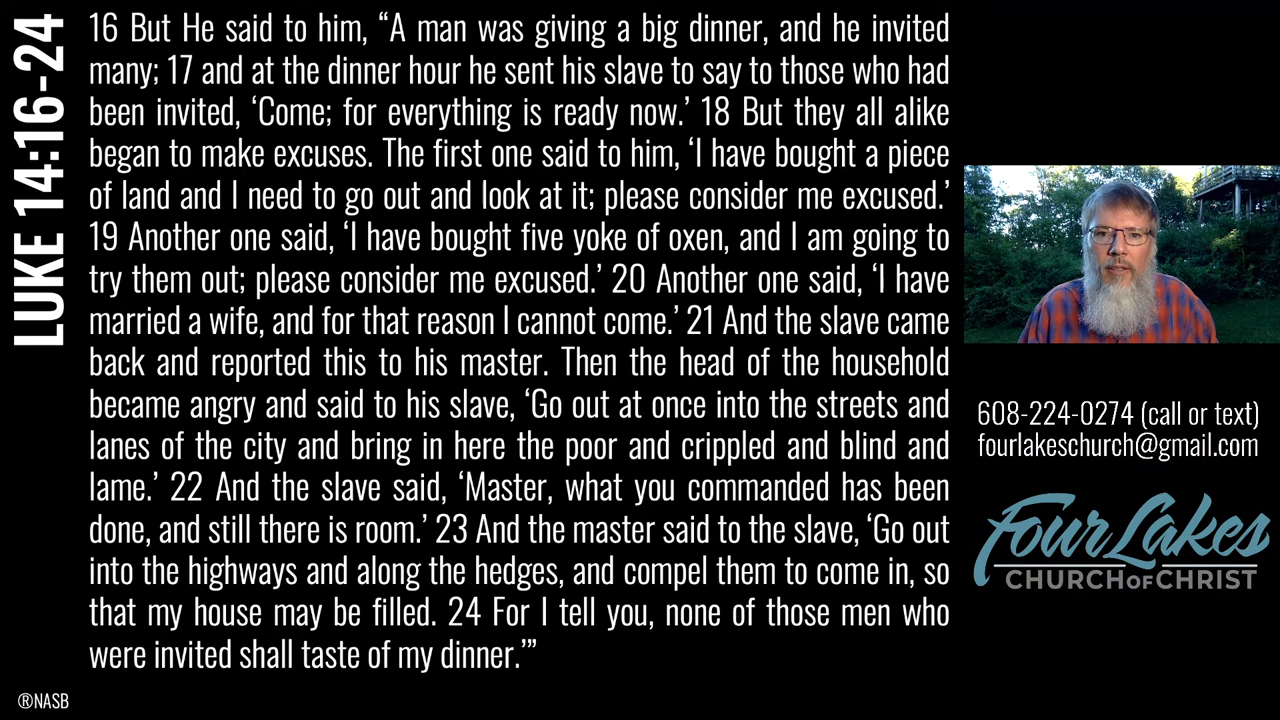 LUKE 14:16-24
16 But He said to him, “A man was giving a big dinner, and he invited
many; 17 and at the dinner hour he sent his slave to say to those who had
been invited, ‘Come; for everything is ready now.’ 18 But they all alike
began to make excuses. The first one said to him, ‘I have bought a piece
of land and I need to go out and look at it; please consider me excused.’
19 Another one said, ‘I have bought five yoke of oxen, and I am going to
try them out; please consider me excused.’ 20 Another one said, ‘I have
married a wife, and for that reason I cannot come.’ 21 And the slave came
back and reported this to his master. Then the head of the household
became angry and said to his slave, ‘Go out at once into the streets and
lanes of the city and bring in here the poor and crippled and blind and
lame.’ 22 And the slave said, ‘Master, what you commanded has been
done, and still there is room.’ 23 And the master said to the slave, ‘Go out
into the highways and along the hedges, and compel them to come in, so
that my house may be filled. 24 For I tell you, none of those men who
were invited shall taste of my dinner.’”
®NASB
608-224-0274 (call or text)
fourlakeschurch@gmail.com
Four Lakes
CHURCH OF CHRIST